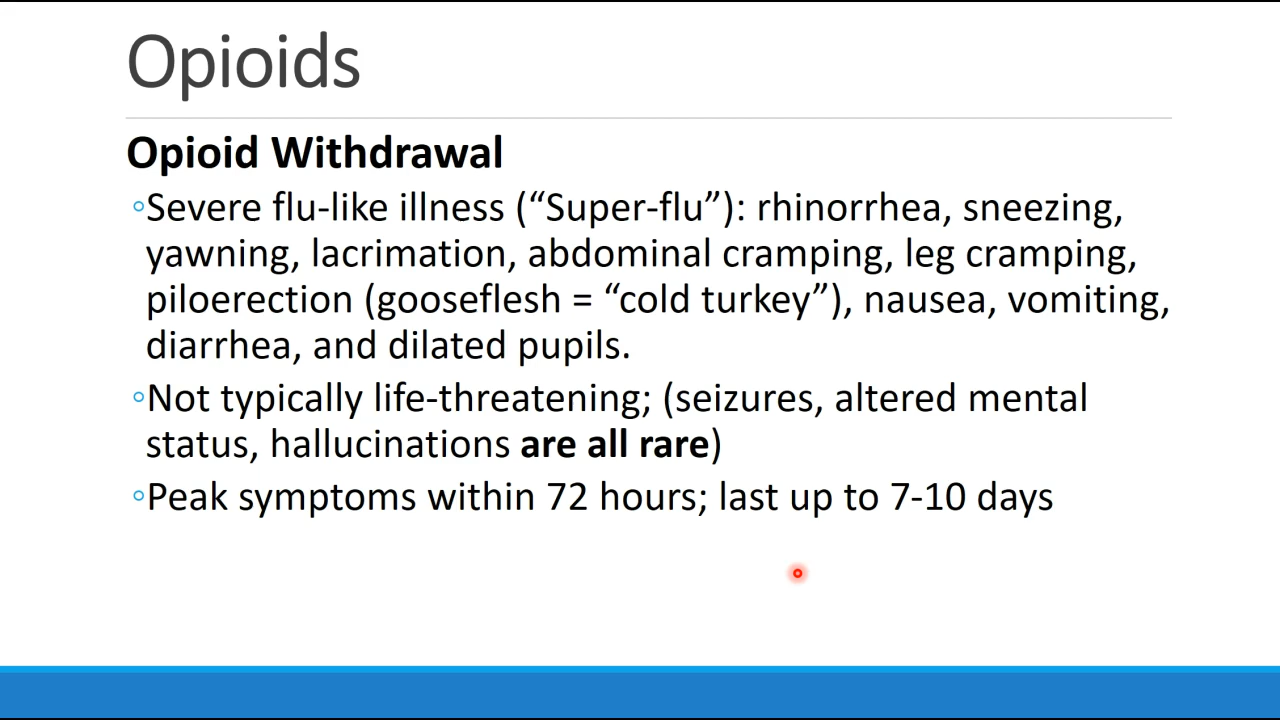 Opioids
Opioid Withdrawal
◦Severe flu-like illness (“Super-flu”): rhinorrhea, sneezing,
yawning, lacrimation, abdominal cramping, leg cramping,
piloerection (gooseflesh = “cold turkey”), nausea, vomiting,
diarrhea, and dilated pupils.
◦Not typically life-threatening; (seizures, altered mental
status, hallucinations are all rare)
◦Peak symptoms within 72 hours; last up to 7-10 days